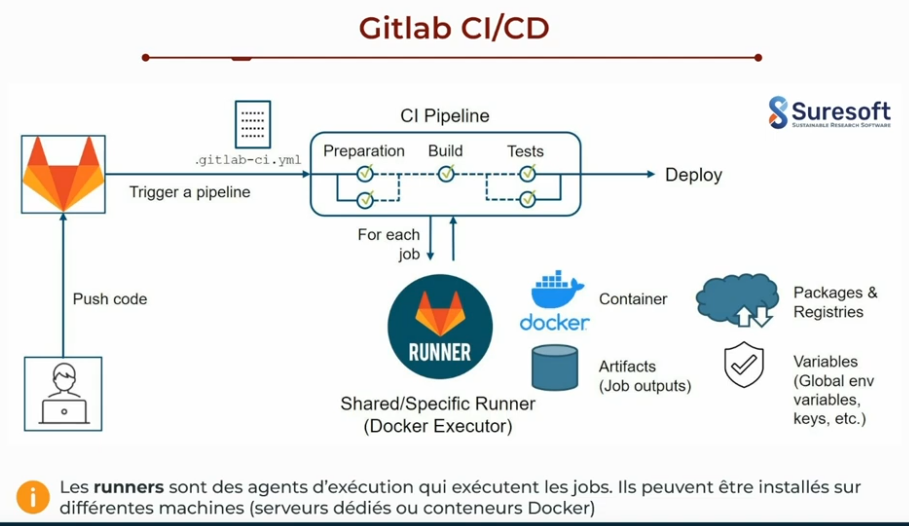 Gitlab CI/CD
Suresoft
SUSTAINABLE RESEARCH SOFTWARE
CI Pipeline
.gitlab-ci.yml
Preparation
Build
Tests
Trigger a pipeline
Deploy
For each
job
Push code
RUNNER
Shared/Specific Runner
(Docker Executor)
docker
Container
Packages &
Registries
Artifacts
(Job outputs)
Variables
(Global env
variables,
keys, etc.)
i
Les runners sont des agents d'exécution qui exécutent les jobs. Ils peuvent être installés sur
différentes machines (serveurs dédiés ou conteneurs Docker)